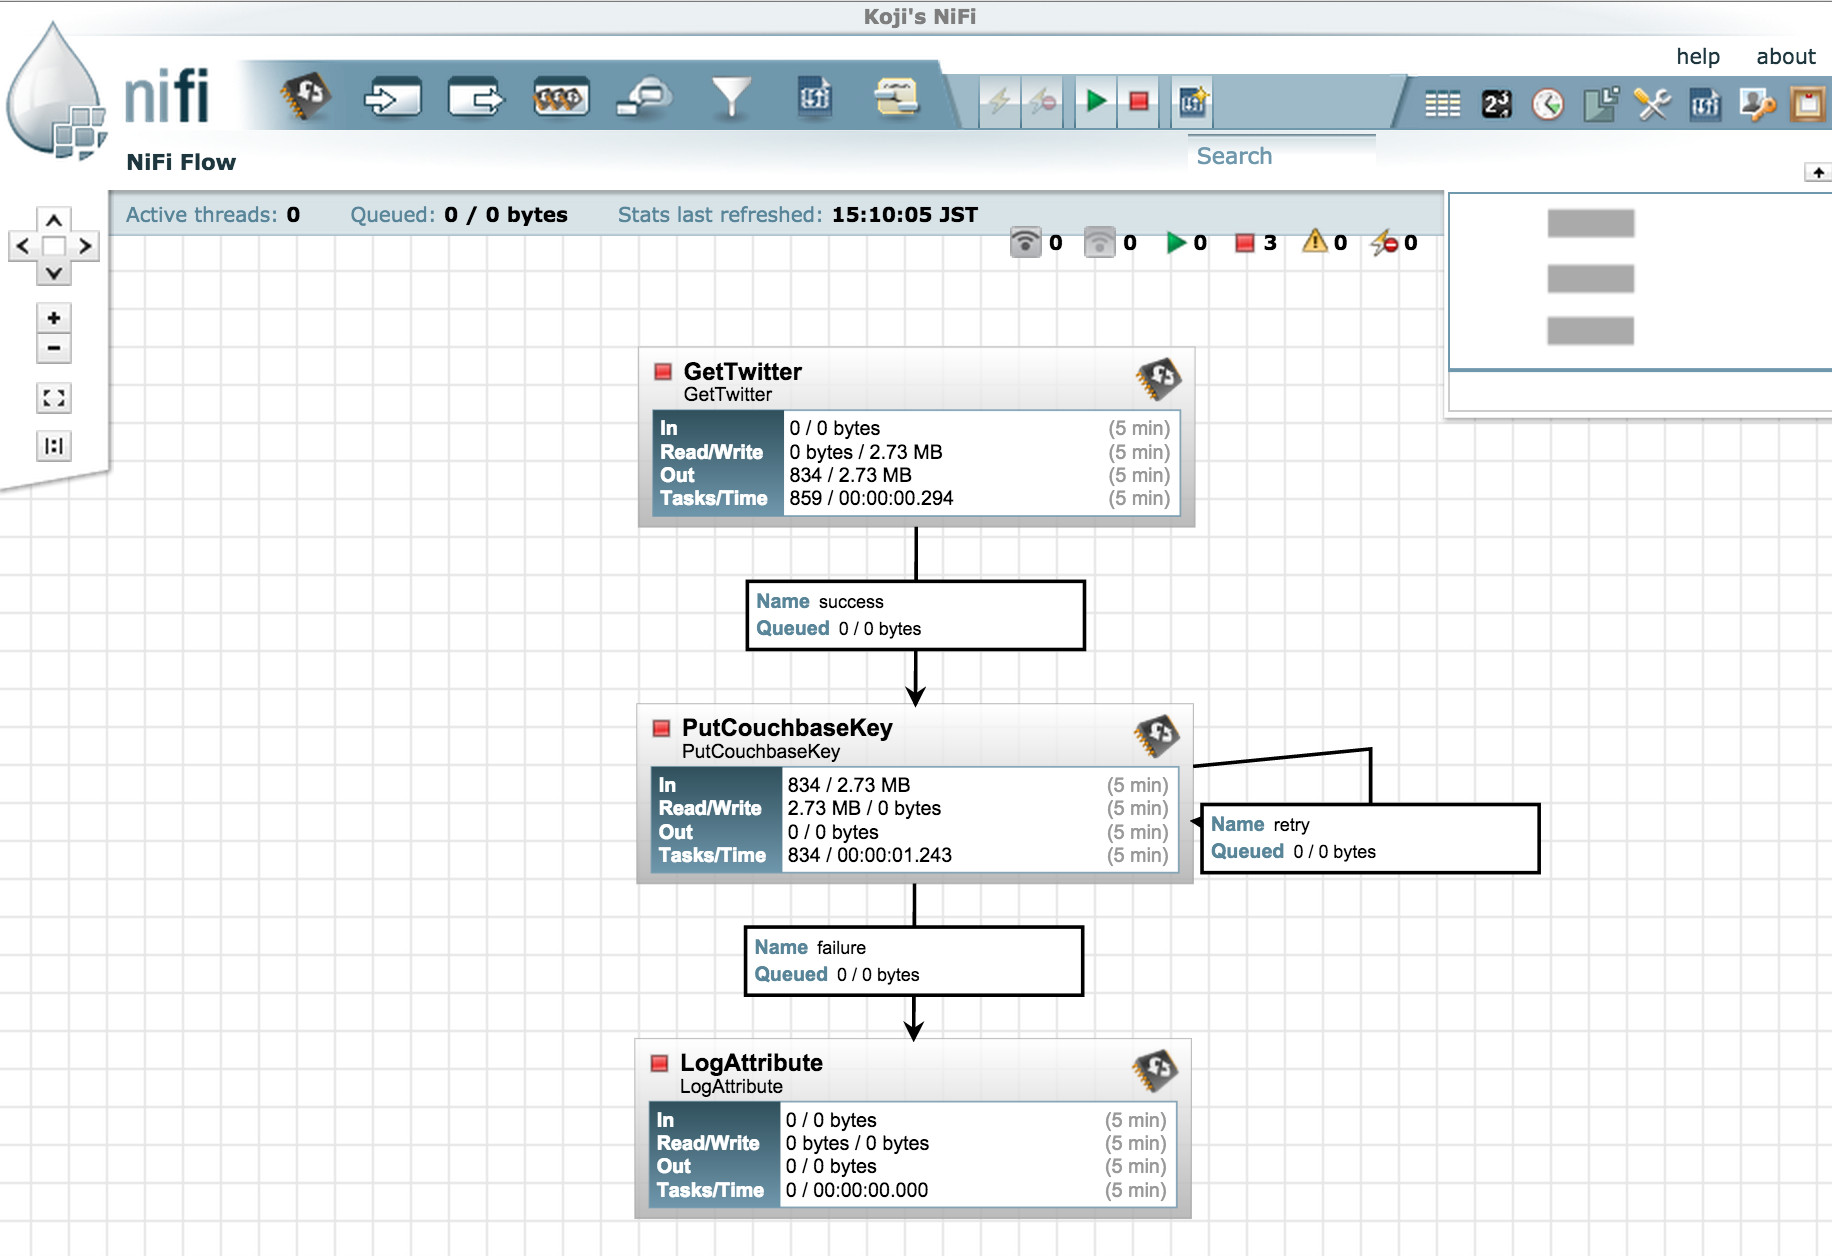 Koji's NiFi
help about
nifi
NiFi Flow
Search
Active threads: 0 Queued: 0 / 0 bytes Stats last refreshed: 15:10:05 JST
0 0 0 3 0 0
GetTwitter
GetTwitter
In 0 / 0 bytes (5 min)
Read/Write 0 bytes / 2.73 MB (5 min)
Out 834 / 2.73 MB (5 min)
Tasks/Time 859 / 00:00:00.294 (5 min)
Name success
Queued 0 / 0 bytes
PutCouchbaseKey
PutCouchbaseKey
In 834 / 2.73 MB (5 min)
Read/Write 2.73 MB / 0 bytes (5 min)
Out 0 / 0 bytes (5 min)
Tasks/Time 834 / 00:00:01.243 (5 min)
Name retry
Queued 0 / 0 bytes
Name failure
Queued 0 / 0 bytes
LogAttribute
LogAttribute
In 0 / 0 bytes (5 min)
Read/Write 0 bytes / 0 bytes (5 min)
Out 0 / 0 bytes (5 min)
Tasks/Time 0 / 00:00:00.000 (5 min)